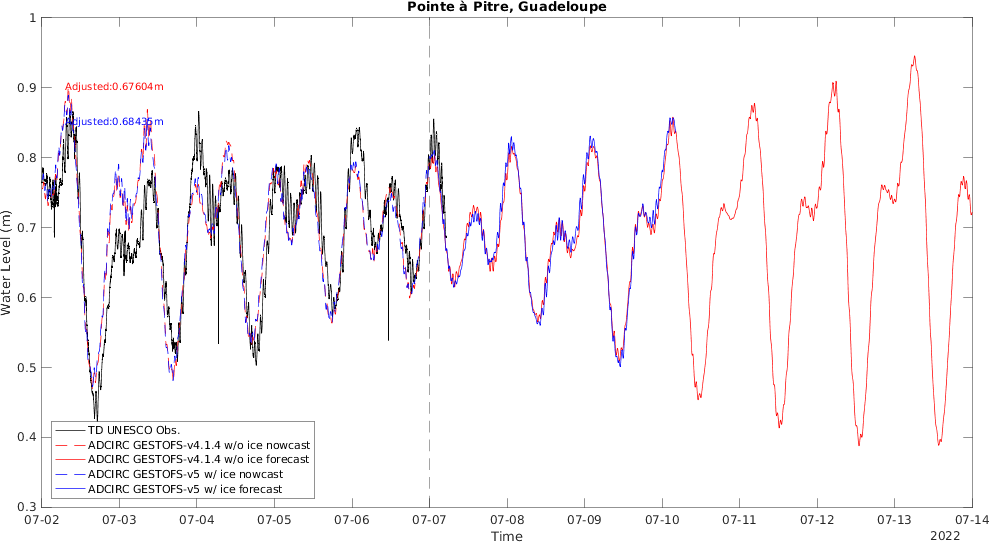 Pointe à Pitre, Guadeloupe
1
0.9
0.8
0.7
0.6
0.5
0.4
0.3
Water Level (m)
Adjusted:0.67604m
Adjusted:0.68435m
TD UNESCO Obs.
ADCIRC GESTOFS-v4.1.4 w/o ice nowcast
ADCIRC GESTOFS-v4.1.4 w/o ice forecast
ADCIRC GESTOFS-v5 w/ ice nowcast
ADCIRC GESTOFS-v5 w/ ice forecast
07-02 07-03 07-04 07-05 07-06 07-07 07-08 07-09 07-10 07-11 07-12 07-13 07-14
Time
2022